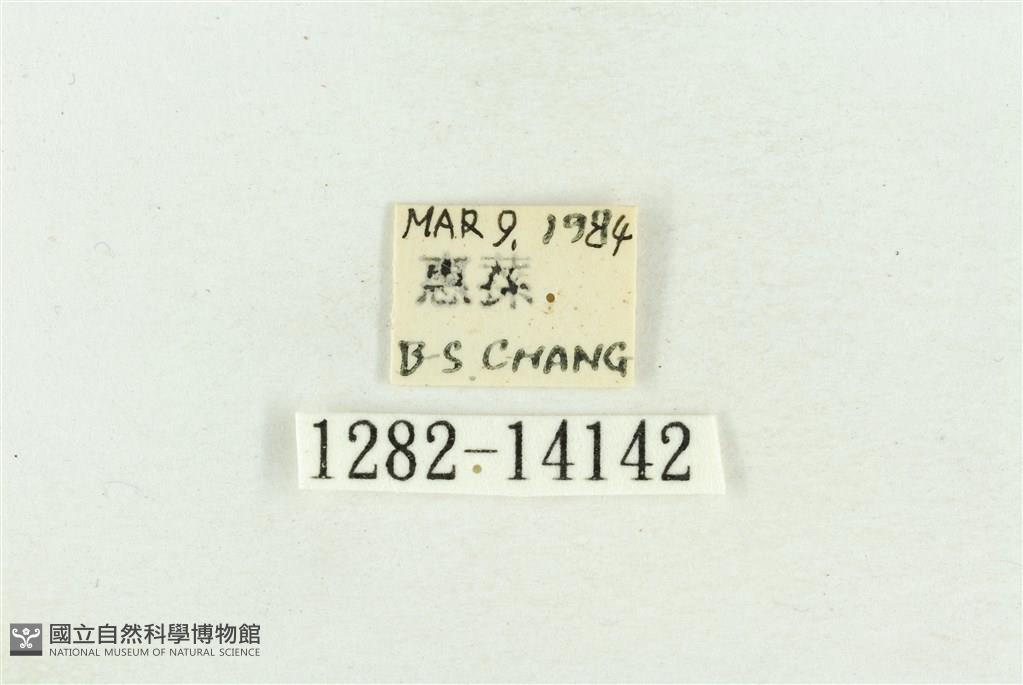 MAR 9, 1984
惠蓀
B-S. CHANG
1282-14142
國立自然科學博物館
NATIONAL MUSEUM OF NATURAL SCIENCE